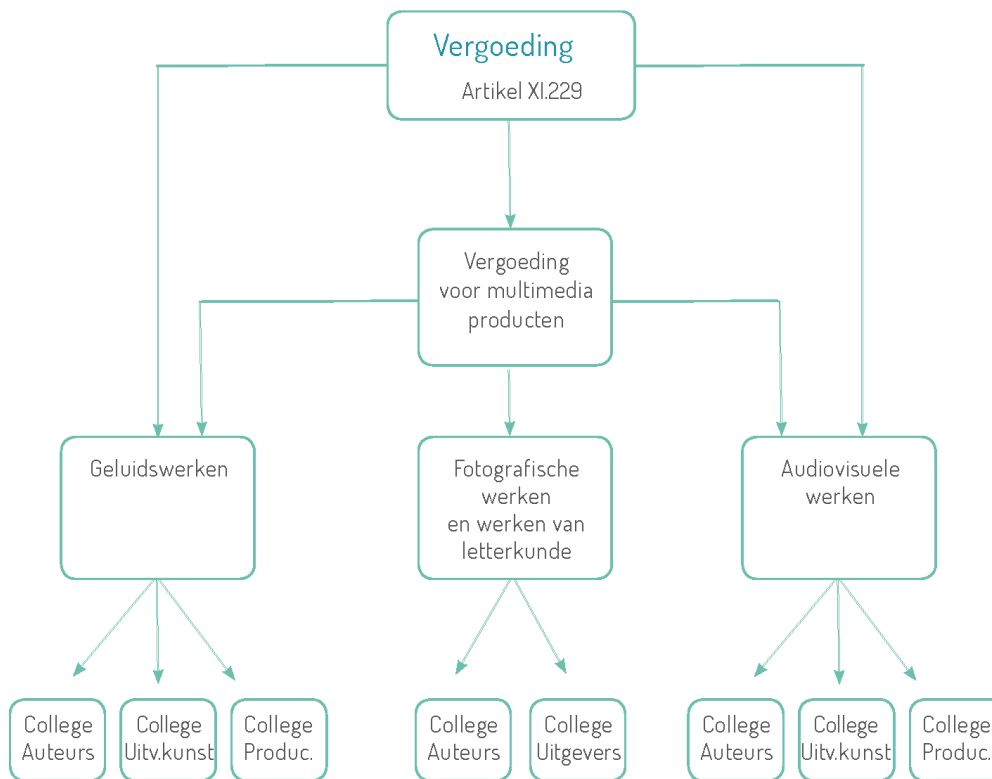 Vergoeding
Artikel XI.229
Vergoeding
voor multimedia
producten
Geluidswerken
Fotografische
werken
en werken van
letterkunde
Audiovisuele
werken
College
Auteurs
College
Uitv.kunst
College
Produc.
College
Auteurs
College
Uitgevers
College
Auteurs
College
Uitv.kunst
College
Produc.